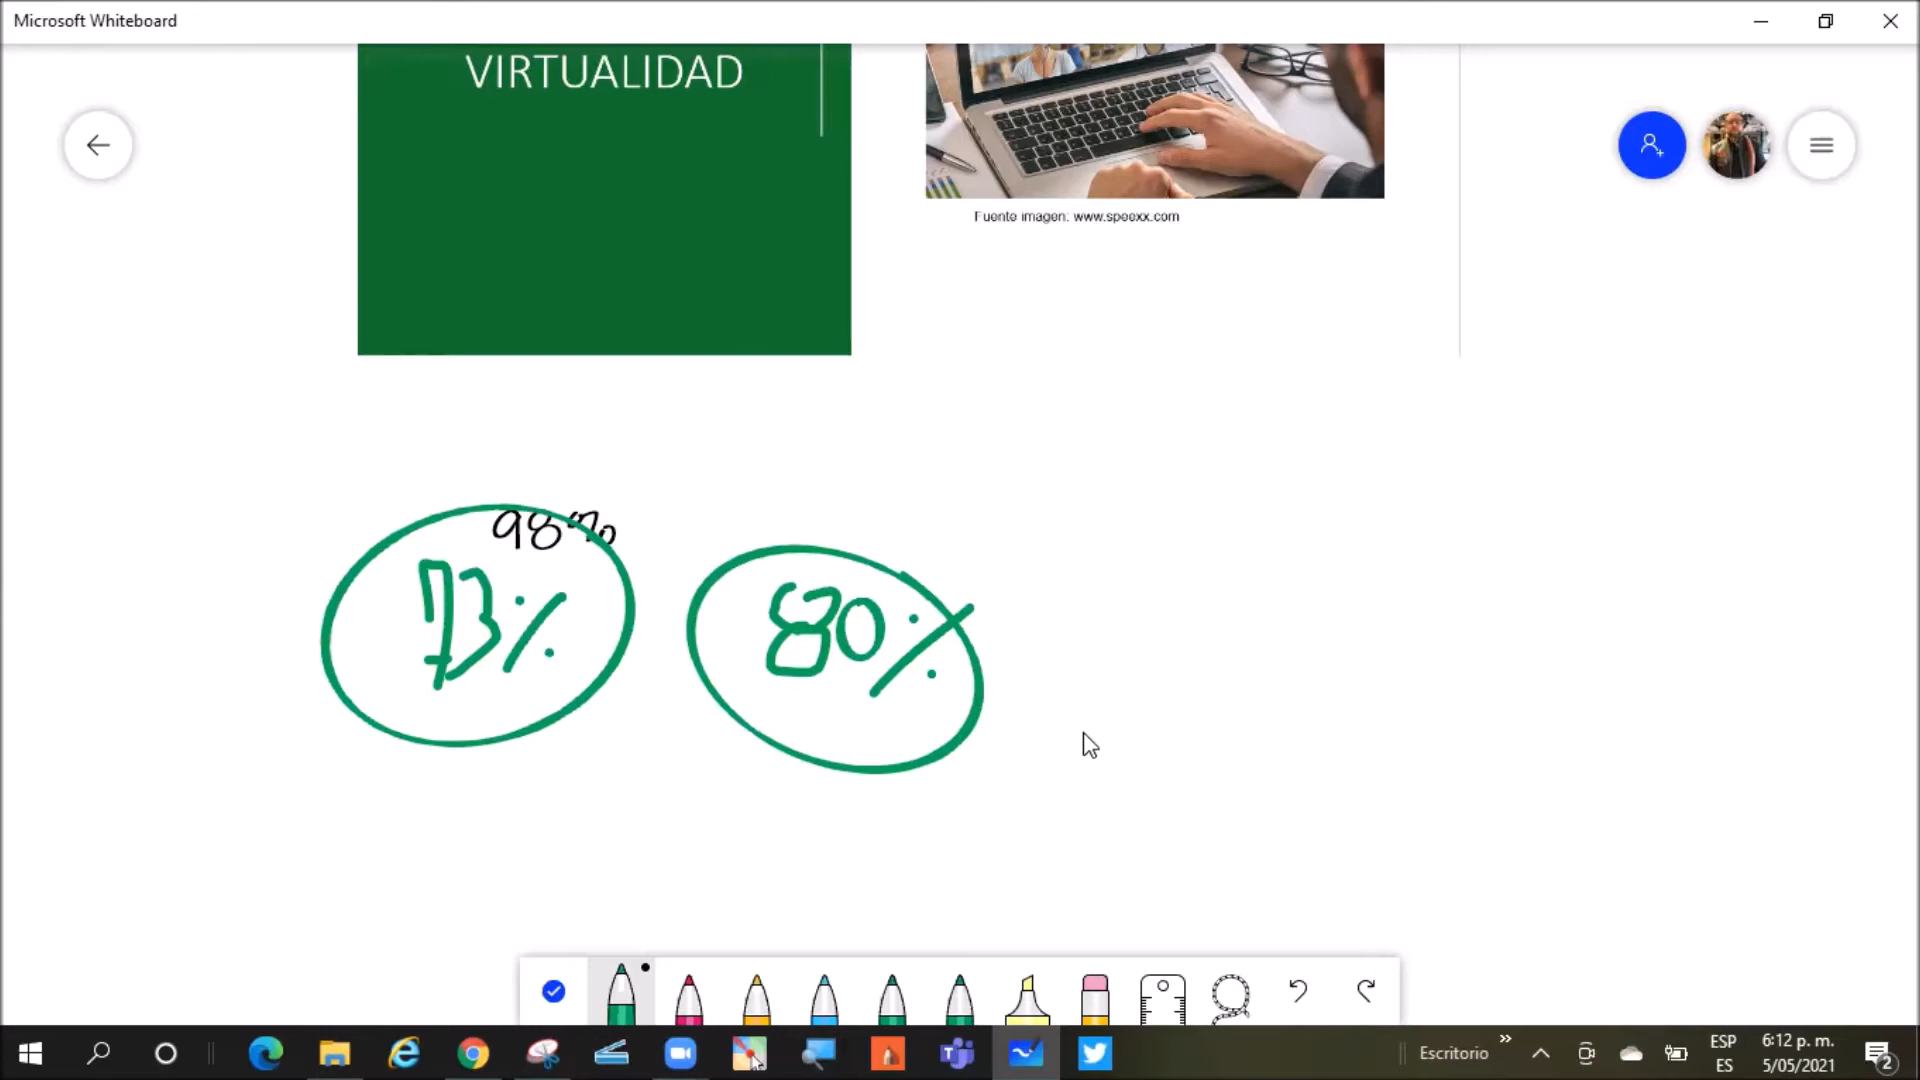 Microsoft Whiteboard
VIRTUALIDAD
Fuente imagen: www.speexx.com
98%
73%
80%
Escritorio
ESP
ES
6:12 p. m.
5/05/2021
2